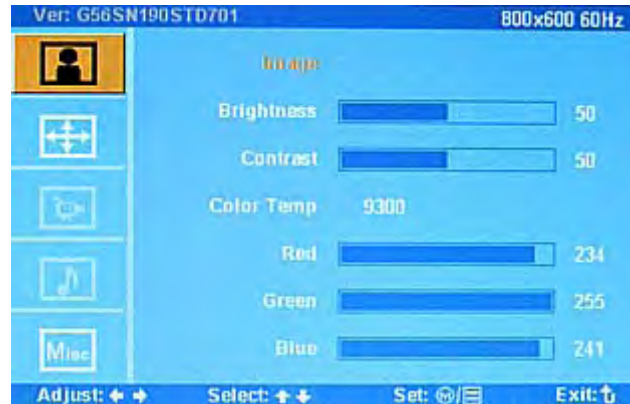 Ver: G56SN190STD701 800x600 60Hz
Image
Brightness 50
Contrast 50
Color Temp 9300
Red 234
Green 255
Blue 241
Misc
Adjust: Select: Set: Exit: